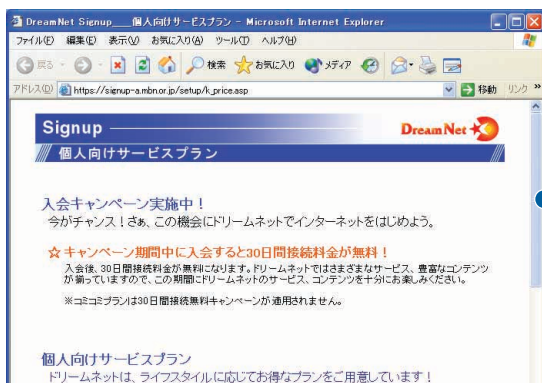 DreamNet Signup___個人向けサービスプラン - Microsoft Internet Explorer
ファイル(F) 編集(E) 表示(V) お気に入り(A) ツール(T) ヘルプ(H)
戻る 検索 お気に入り メディア
アドレス(D) https://signup-a.mbn.or.jp/setup/k_price.asp 移動 リンク »
Signup DreamNet
個人向けサービスプラン
入会キャンペーン実施中！
今がチャンス！さぁ、この機会にドリームネットでインターネットをはじめよう。
☆キャンペーン期間中に入会すると30日間接続料金が無料！
入会後、30日間接続料金が無料になります。ドリームネットではさまざまなサービス、豊富なコンテンツ
が揃っていますので、この期間にドリームネットのサービス、コンテンツを十分にお楽しみください。
※コミコミプランは30日間接続無料キャンペーンが適用されません。
個人向けサービスプラン
ドリームネットは、ライフスタイルに応じてお得なプランをご用意しています！